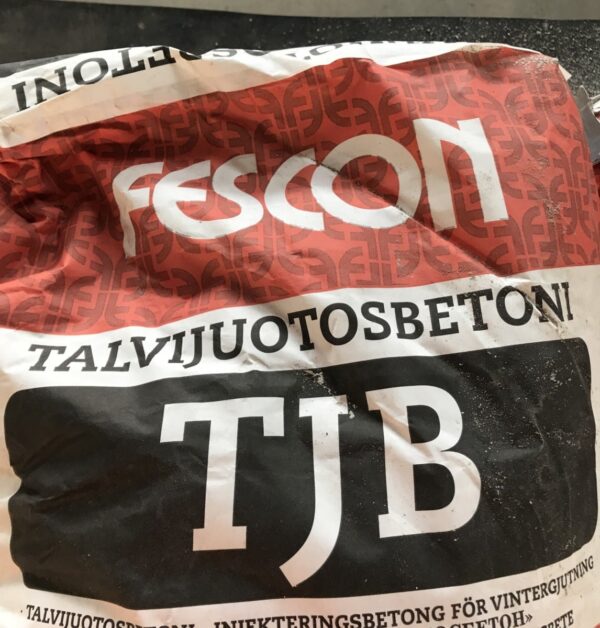 FESCON
TALVIJUOTOSBETONI
TJB
TALVIJUOTOSBETONI INJEKTERINGSBETONG FÖR VINTERGJUTNING